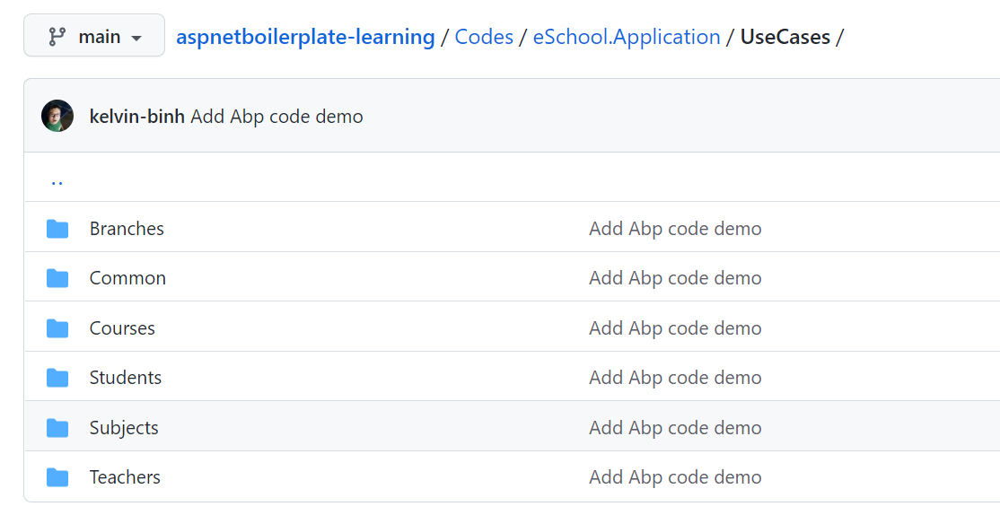 main aspnetboilerplate-learning / Codes / eSchool.Application / UseCases /
kelvin-binh Add Abp code demo
..
Branches Add Abp code demo
Common Add Abp code demo
Courses Add Abp code demo
Students Add Abp code demo
Subjects Add Abp code demo
Teachers Add Abp code demo